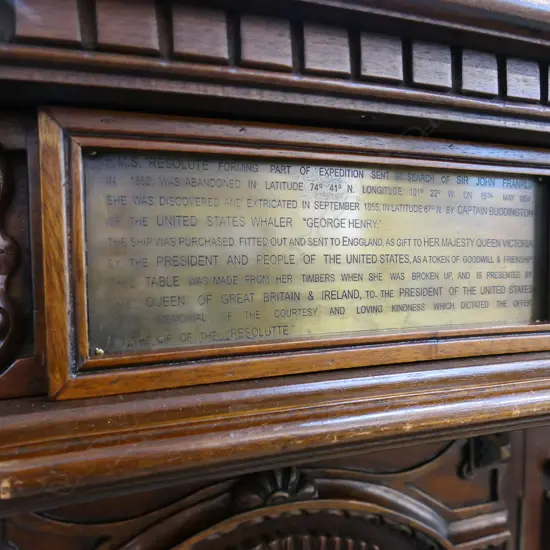 H.M.S. RESOLUTE FORMING PART OF EXPEDITION SENT IN SEARCH OF SIR JOHN FRANKLI
IN 1852 WAS ABANDONED IN LATITUDE 74° 41° N. LONGITUDE 101° 22° W. ON 15TH MAY 1854
SHE WAS DISCOVERED AND EXTRICATED IN SEPTEMBER 1855, IN LATITUDE 67° N. BY CAPTAIN BUDDINGTON
OF THE UNITED STATES WHALER "GEORGE HENRY."
THE SHIP WAS PURCHASED, FITTED OUT AND SENT TO ENGGLAND, AS GIFT TO HER MAJESTY QUEEN VICTORIA
BY THE PRESIDENT AND PEOPLE OF THE UNITED STATES, AS A TOKEN OF GOODWILL & FRIENDSHIP,
THIS TABLE WAS MADE FROM HER TIMBERS WHEN SHE WAS BROKEN UP, AND IS PRESENTED BY
THE QUEEN OF GREAT BRITAIN & IRELAND, TO THE PRESIDENT OF THE UNITED STATES
MEMORIAL OF THE COURTESY AND LOVING KINDNESS WHICH DICTATED THE OFFER
GIF OF THE "RESOLUTTE"